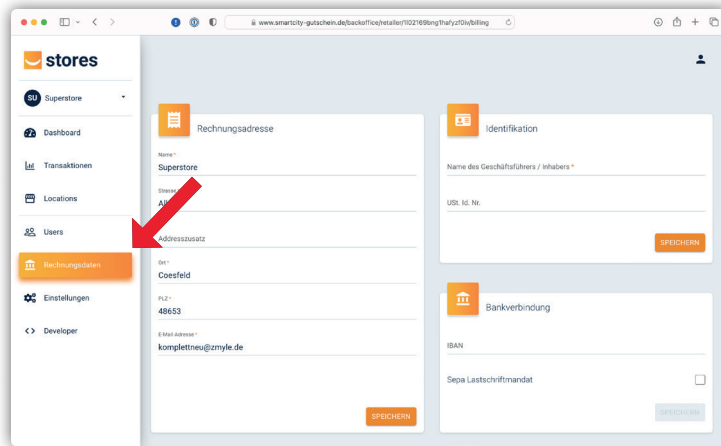 www.smartcity-gutschein.de/backoffice/retailer/
stores
SU Superstore
Dashboard
Transaktionen
Locations
Users
Rechnungsdaten
Einstellungen
Developer
Rechnungsadresse
Name *
Superstore
Strasse
Addresszusatz
Ort *
Coesfeld
PLZ *
48653
E-Mail Adresse *
komplettneu@zmyle.de
SPEICHERN
Identifikation
Name des Geschäftsführers / Inhabers *
USt. Id. Nr.
SPEICHERN
Bankverbindung
IBAN
Sepa Lastschriftmandat
SPEICHERN